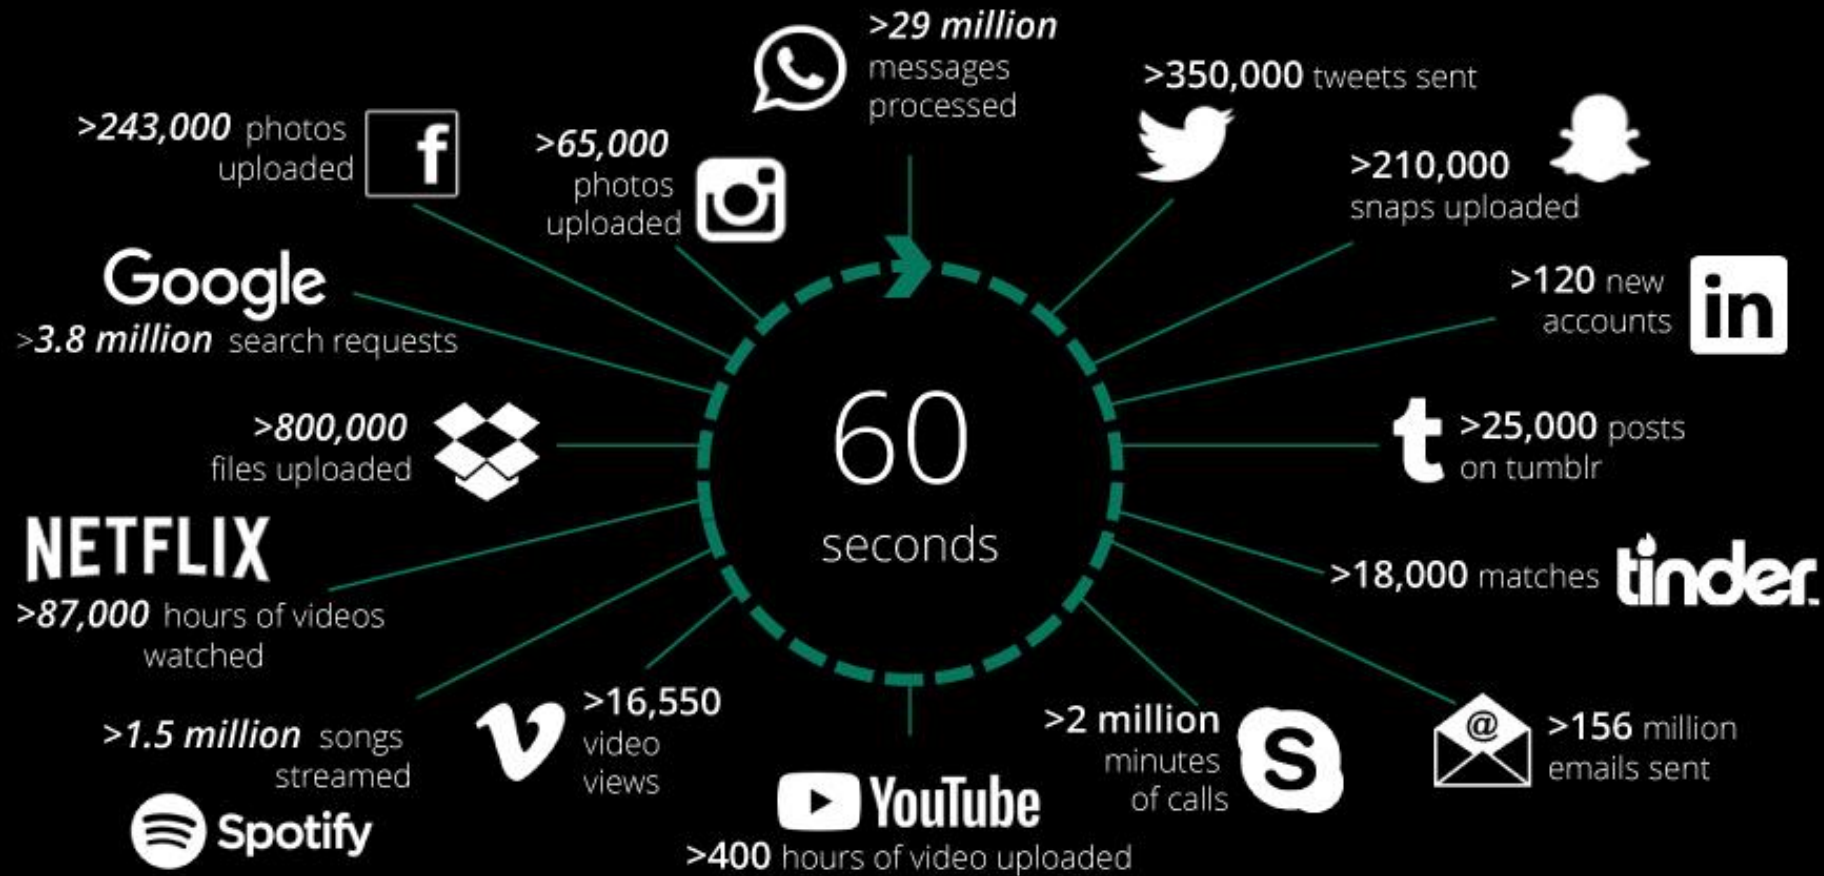 >29 million
messages
processed
>350,000 tweets sent
>210,000
snaps uploaded
>120 new
accounts
in
t
>25,000 posts
on tumblr
>18,000 matches tinder
@
>156 million
emails sent
>2 million
minutes
of calls
S
YouTube
>400 hours of video uploaded
>16,550
video
views
>1.5 million songs
streamed
Spotify
NETFLIX
>87,000 hours of videos
watched
>800,000
files uploaded
Google
>3.8 million search requests
>243,000 photos
uploaded
f
>65,000
photos
uploaded
60
seconds